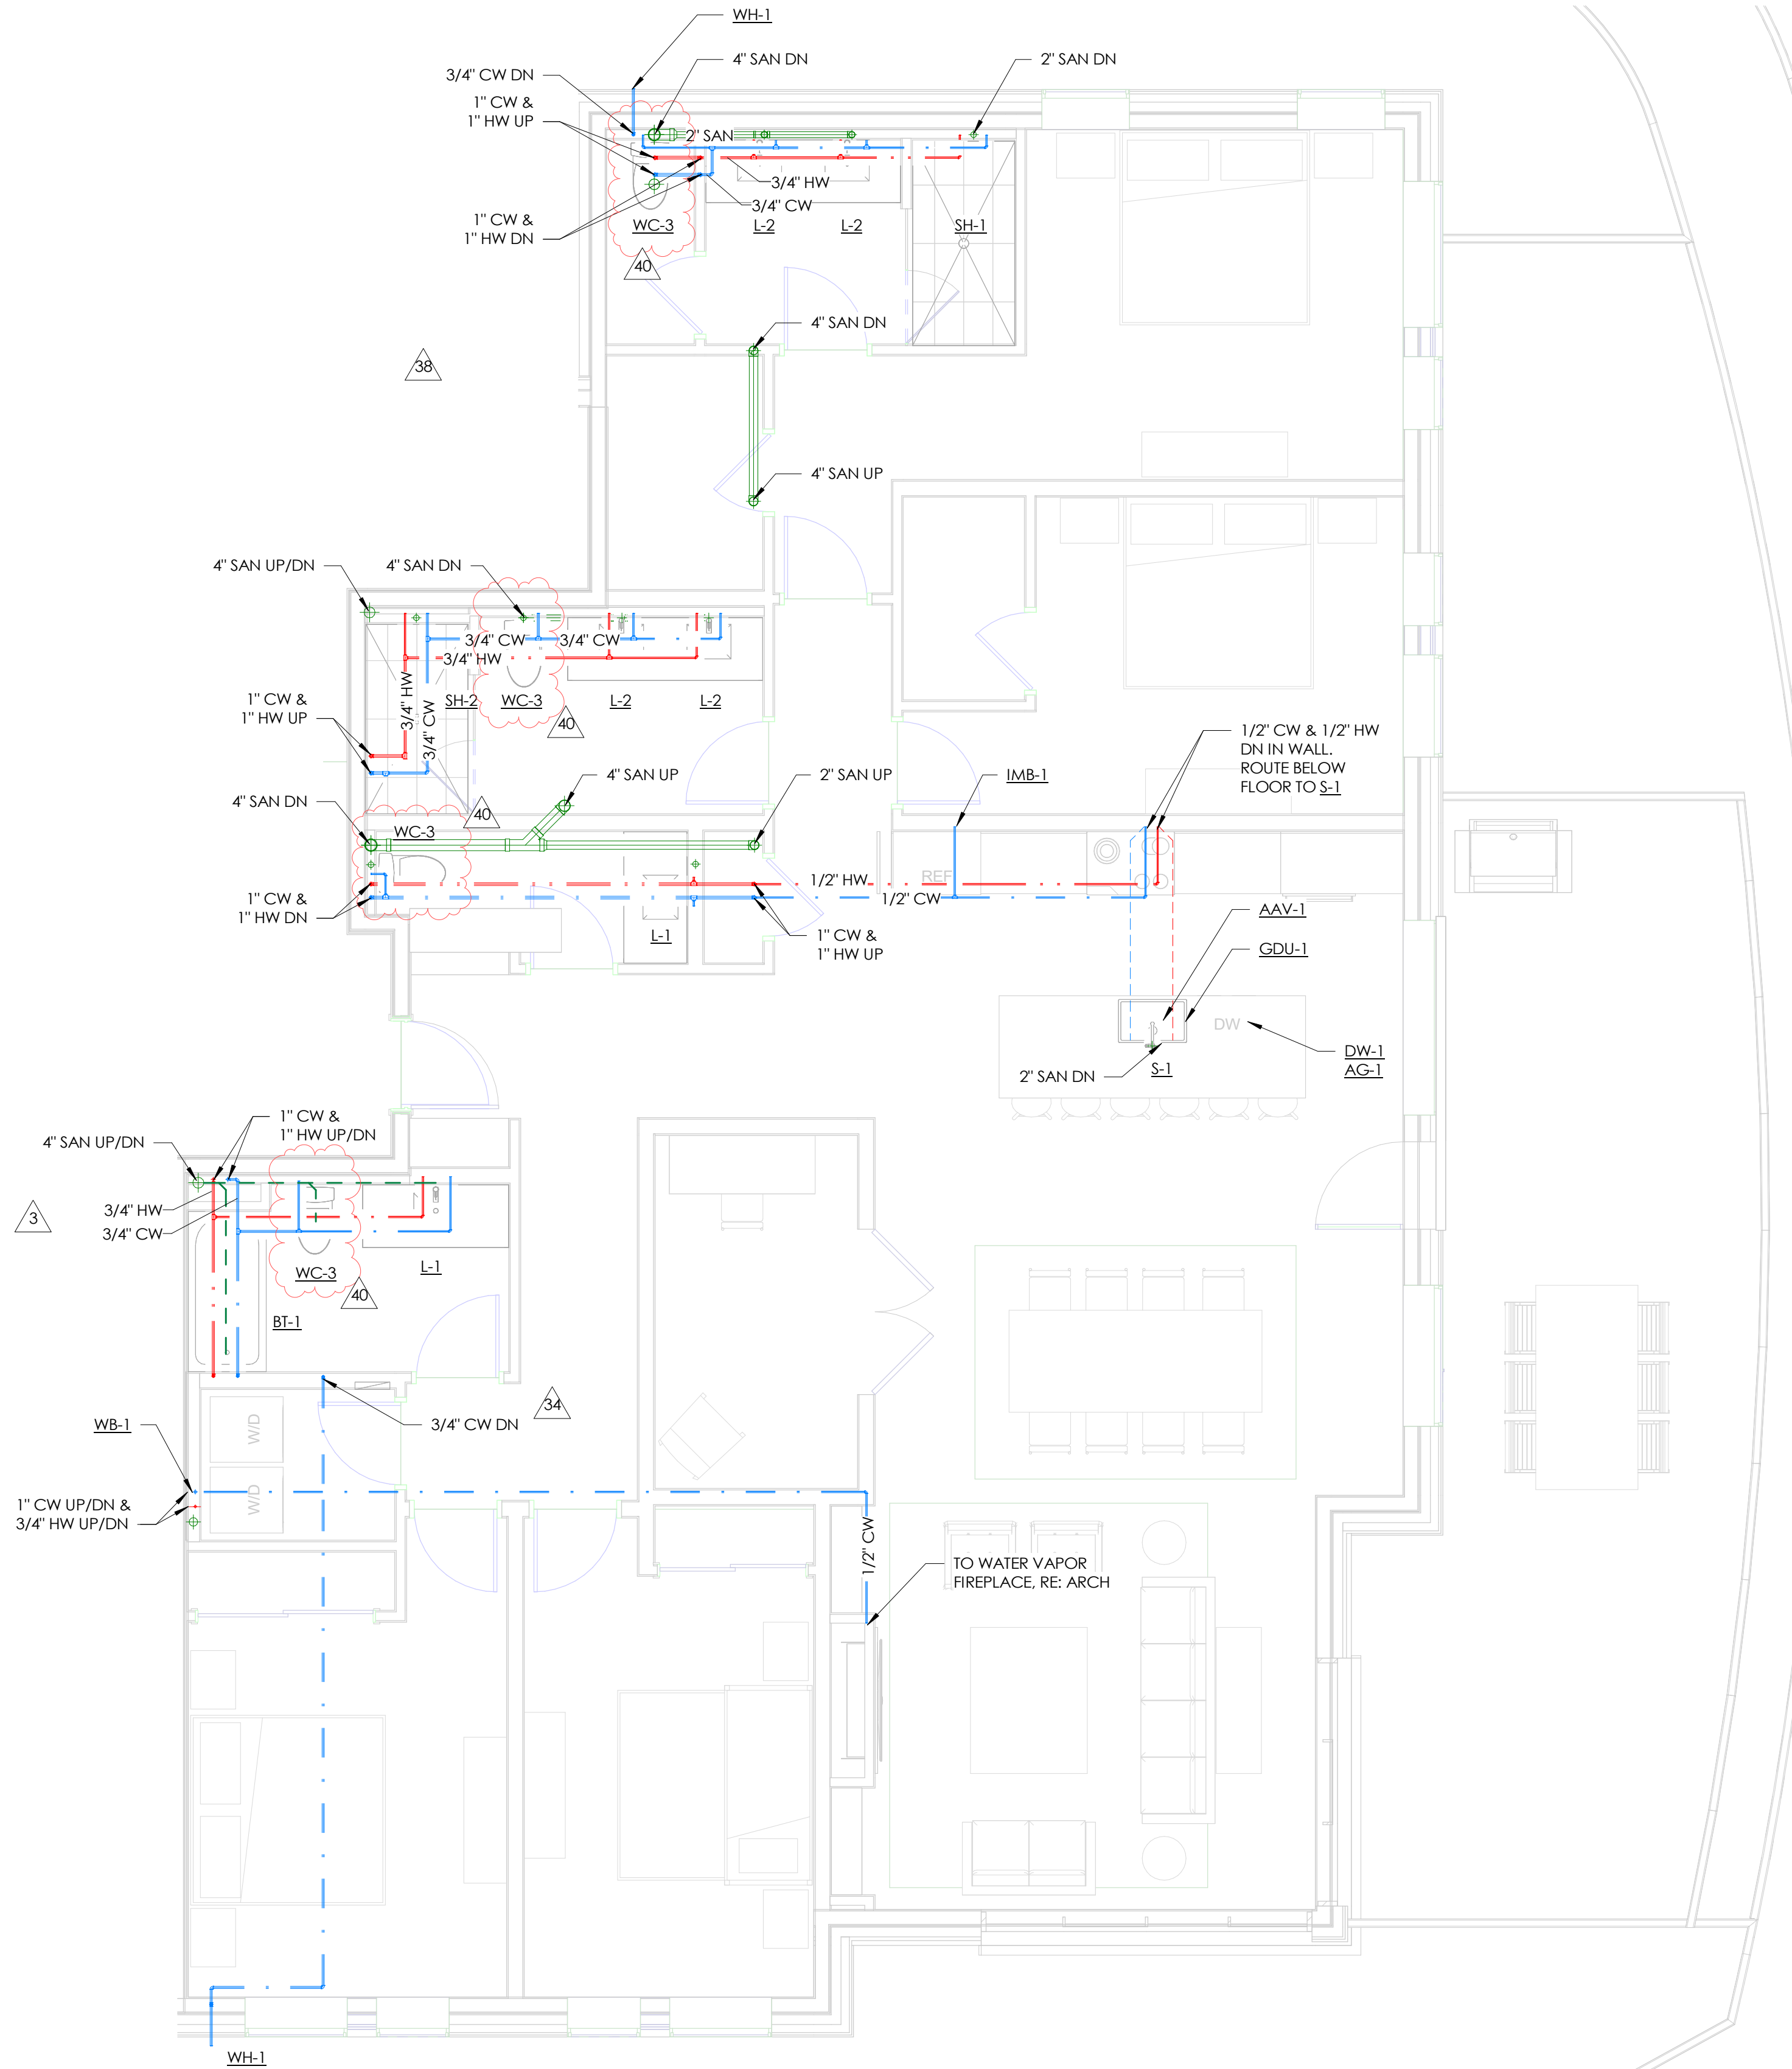 WH-1
4" SAN DN
2" SAN DN
3/4" CW DN
1" CW &
1" HW UP
2" SAN
3/4" HW
3/4" CW
1" CW &
1" HW DN
WC-3
L-2
L-2
SH-1
40
4" SAN DN
38
4" SAN UP
4" SAN UP/DN
4" SAN DN
3/4" CW
3/4" CW
3/4" HW
3/4" HW
3/4" CW
SH-2
WC-3
L-2
L-2
1" CW &
1" HW UP
40
1/2" CW & 1/2" HW
DN IN WALL.
ROUTE BELOW
FLOOR TO S-1
4" SAN UP
2" SAN UP
IMB-1
4" SAN DN
40
WC-3
REF
1/2" HW
1/2" CW
1" CW &
1" HW DN
L-1
1" CW &
1" HW UP
AAV-1
GDU-1
DW
DW-1
AG-1
S-1
2" SAN DN
1" CW &
1" HW UP/DN
4" SAN UP/DN
3/4" HW
3/4" CW
3
WC-3
L-1
40
BT-1
34
3/4" CW DN
W/D
WB-1
W/D
1" CW UP/DN &
3/4" HW UP/DN
1/2" CW
TO WATER VAPOR
FIREPLACE, RE: ARCH
WH-1